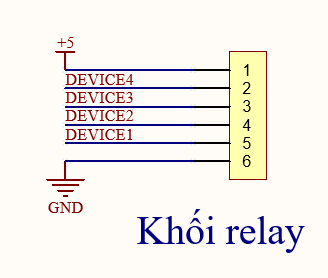 +5
1
DEVICE4 2
DEVICE3 3
DEVICE2 4
DEVICE1 5
6
GND
Khối relay